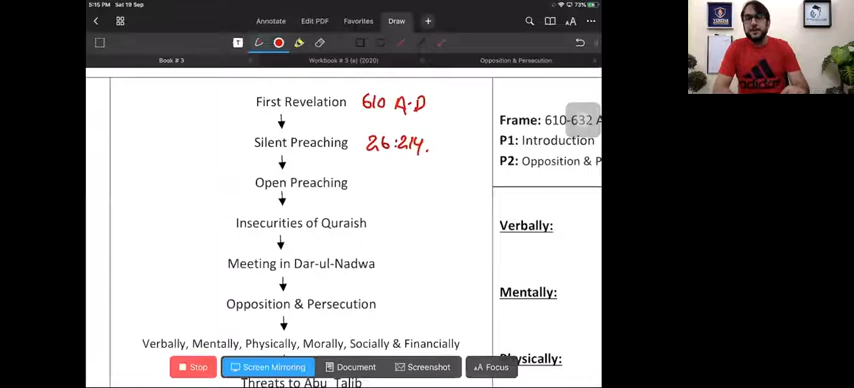 5:15 PM Sat 19 Sep
73%
Annotate Edit PDF Favorites Draw +
Book # 3 Workbook # 3 (e) (2020) Opposition & Persecution
First Revelation 610 A.D
Silent Preaching 26:214.
Open Preaching
Insecurities of Quraish
Meeting in Dar-ul-Nadwa
Opposition & Persecution
Verbally, Mentally, Physically, Morally, Socially & Financially
Threats to Abu Talib
Frame: 610-632 A
P1: Introduction
P2: Opposition & P
Verbally:
Mentally:
Physically:
Stop Screen Mirroring Document Screenshot AA Focus
adidas